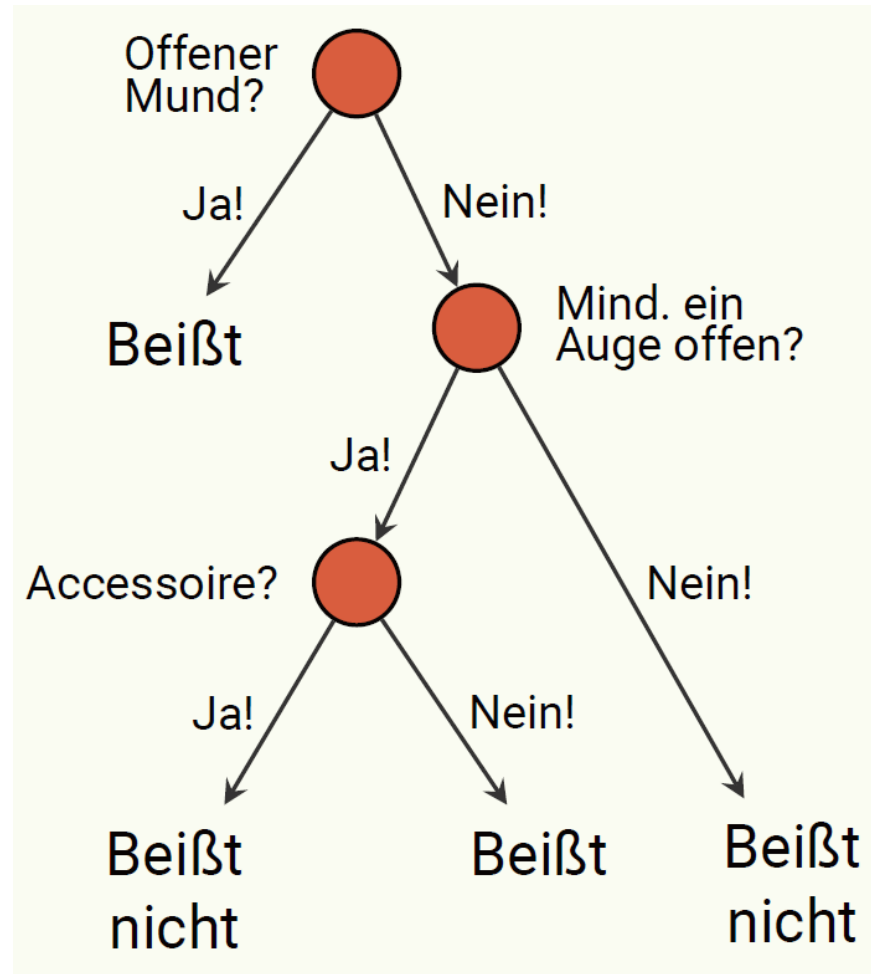 Offener
Mund?
Ja!
Nein!
Beißt
Mind. ein
Auge offen?
Ja!
Nein!
Accessoire?
Ja!
Nein!
Beißt
nicht
Beißt
Beißt
nicht